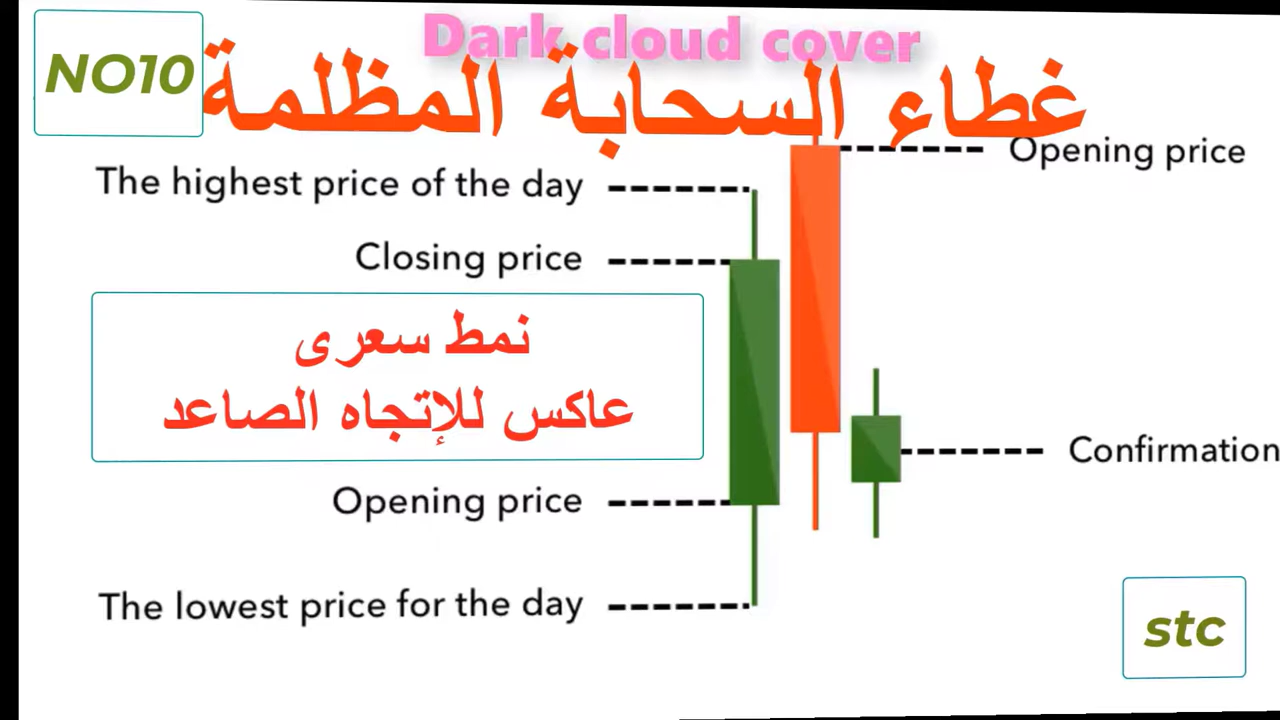 Dark cloud cover
NO10
غطاء السحابة المظلمة
Opening price
The highest price of the day
Closing price
نمط سعرى
عاكس للإتجاه الصاعد
Confirmation
Opening price
The lowest price for the day
stc